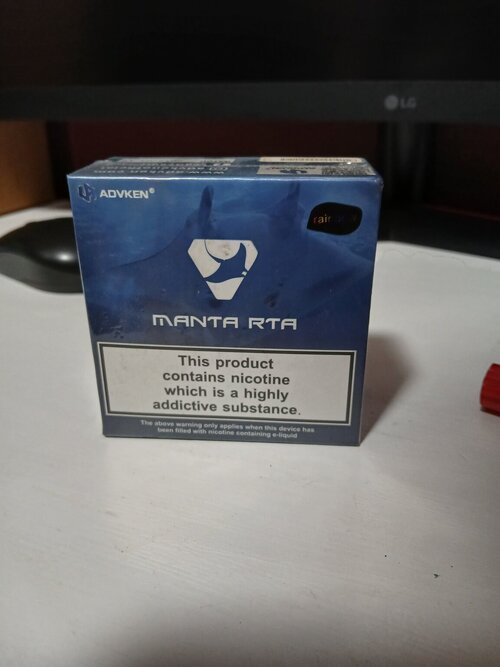 LG
ADVKEN®
MANTA RTA
This product
contains nicotine
which is a highly
addictive substance.
The above warning only applies when this device has
been filled with nicotine containing e-liquid